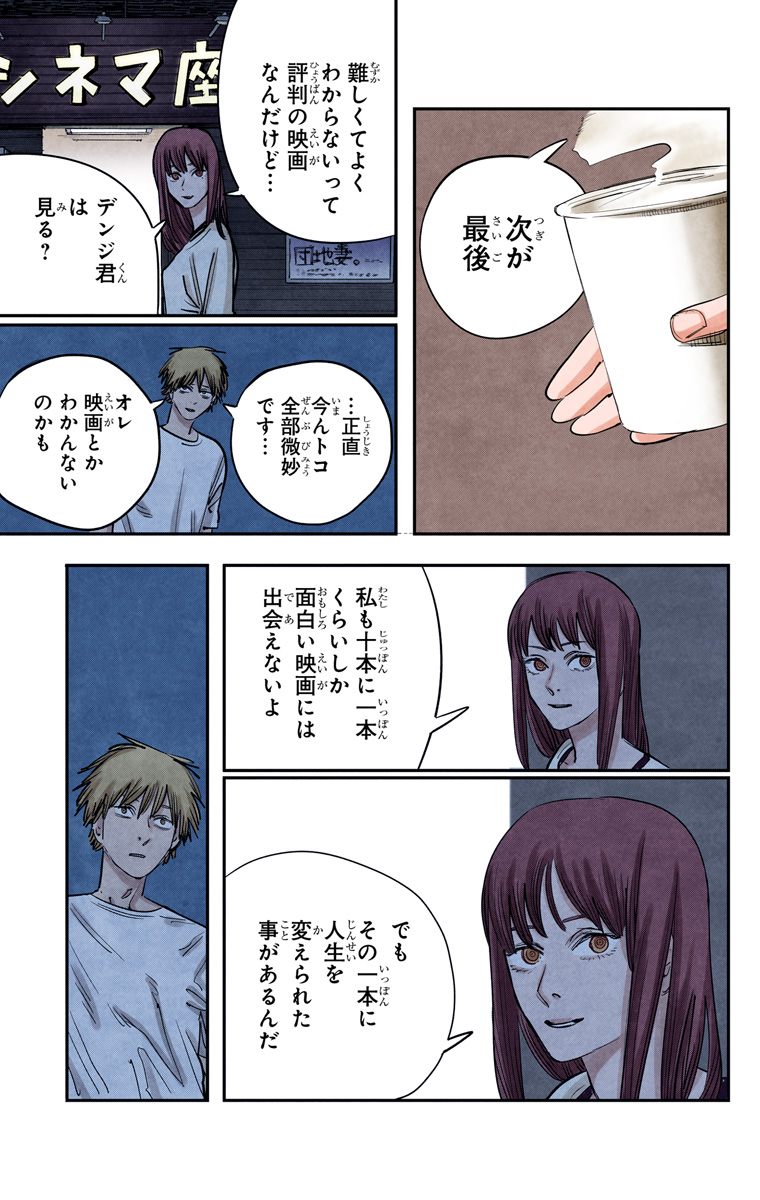 次が
最後
シネマ座
難しくてよく
わからないって
評判の映画
なんだけど…
デンジ君
は
見る?
団地妻。
…正直
今んトコ
全部微妙
です…
オレ
映画とか
わかんない
のかも
私も十本に一本
くらいしか
面白い映画には
出会えないよ
でも
その一本に
人生を
変えられた
事があるんだ